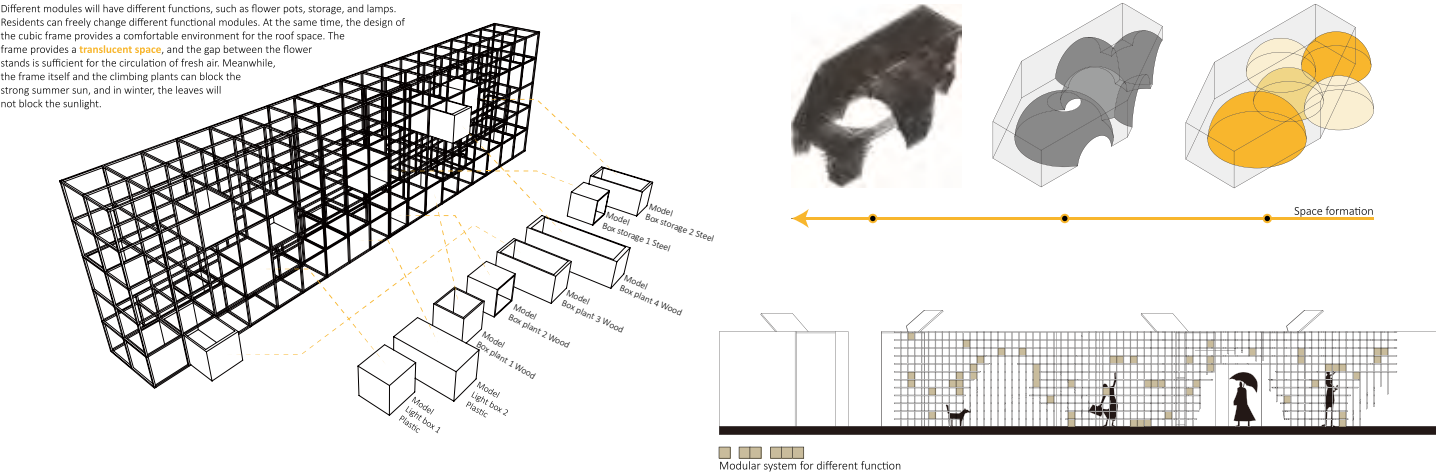 Different modules will have different functions, such as flower pots, storage, and lamps.
Residents can freely change different functional modules. At the same time, the design of
the cubic frame provides a comfortable environment for the roof space. The
frame provides a translucent space, and the gap between the flower
stands is sufficient for the circulation of fresh air. Meanwhile,
the frame itself and the climbing plants can block the
strong summer sun, and in winter, the leaves will
not block the sunlight.
Model
Box storage 2 Steel
Model
Box storage 1 Steel
Model
Box plant 4 Wood
Model
Box plant 3 Wood
Model
Box plant 2 Wood
Model
Box plant 1 Wood
Model
Light box 2
Plastic
Model
Light box 1
Plastic
Space formation
Modular system for different function